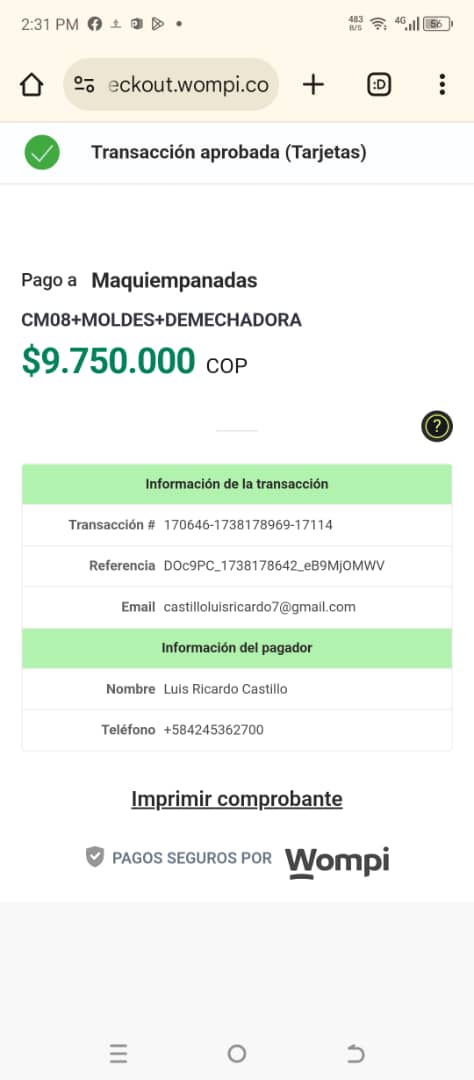 2:31 PM
483 B/S 4G 56
eckout.wompi.co
:D
Transacción aprobada (Tarjetas)
Pago a Maquiempanadas
CM08+MOLDES+DEMECHADORA
$9.750.000 COP
?
Información de la transacción
Transacción # 170646-1738178969-17114
Referencia DOc9PC_1738178642_eB9MjOMWV
Email castilloluisricardo7@gmail.com
Información del pagador
Nombre Luis Ricardo Castillo
Teléfono +584245362700
Imprimir comprobante
PAGOS SEGUROS POR Wompi